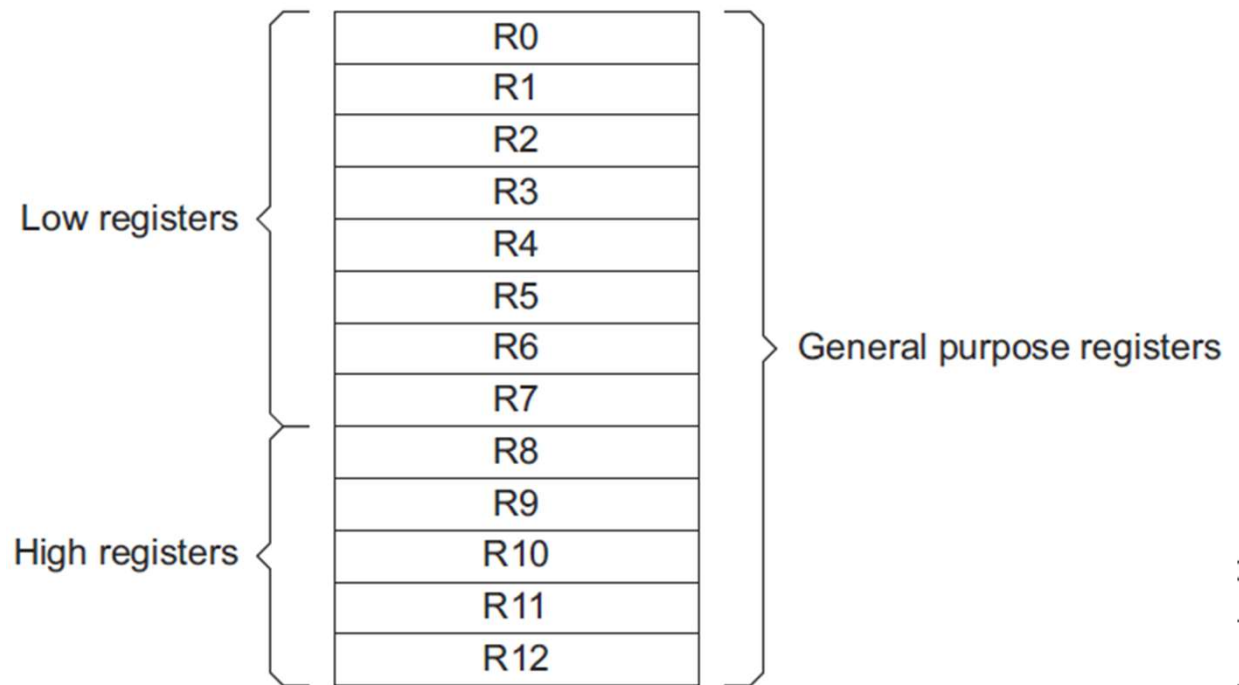 R0
R1
R2
R3
Low registers
R4
R5
R6
General purpose registers
R7
R8
R9
High registers
R10
R11
R12